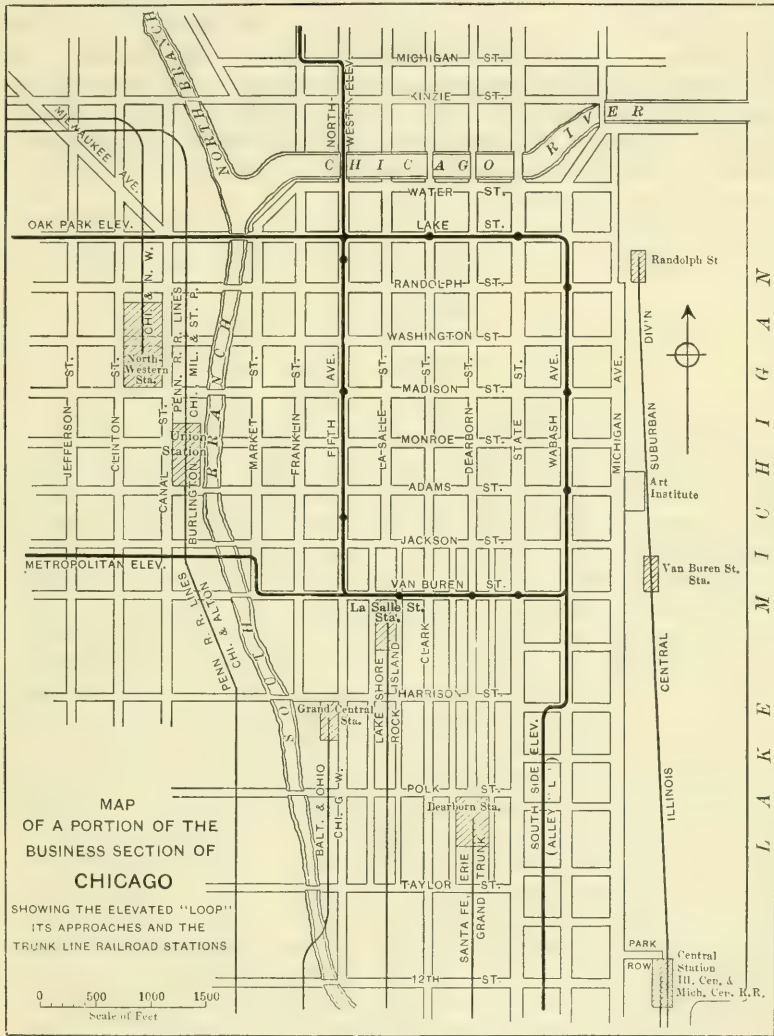 NORTH BRANCH
MICHIGAN ST.
KINZIE ST.
NORTH-WEST'N ELEV.
CHICAGO RIVER
MILWAUKEE AVE.
WATER ST.
OAK PARK ELEV.
LAKE ST.
Randolph St
RANDOLPH ST.
CHI. & N. W.
PENN. R. R. LINES
CHI. MIL. & ST. P.
WASHINGTON ST.
North-
Western
Sta.
JEFFERSON ST.
CLINTON ST.
CANAL ST.
MARKET ST.
FRANKLIN ST.
FIFTH AVE.
LA-SALLE ST.
DEARBORN ST.
STATE ST.
WABASH AVE.
MICHIGAN AVE.
MADISON ST.
Union
Station
BURLINGTON
MONROE ST.
ADAMS ST.
Art
Institute
JACKSON ST.
METROPOLITAN ELEV.
VAN BUREN ST.
Van Buren St.
Sta.
La Salle St.
Sta.
SOUTH BRANCH
PENN R. R. LINES
CHI. & ALTON
LAKE SHORE
ROCK ISLAND
CLARK
HARRISON ST.
Grand Central
Sta.
BALT. & OHIO
CHI. G. W.
POLK ST.
Dearborn Sta.
SANTA FE, ERIE
GRAND TRUNK
SOUTH SIDE ELEV.
(ALLEY "L")
TAYLOR ST.
12TH ST.
ILLINOIS CENTRAL SUBURBAN DIV'N
LAKE MICHIGAN
PARK
ROW
Central
Station
Ill. Cen. &
Mich. Cen. R.R.
MAP
OF A PORTION OF THE
BUSINESS SECTION OF
CHICAGO
SHOWING THE ELEVATED "LOOP"
ITS APPROACHES AND THE
TRUNK LINE RAILROAD STATIONS
0 500 1000 1500
Scale of Feet